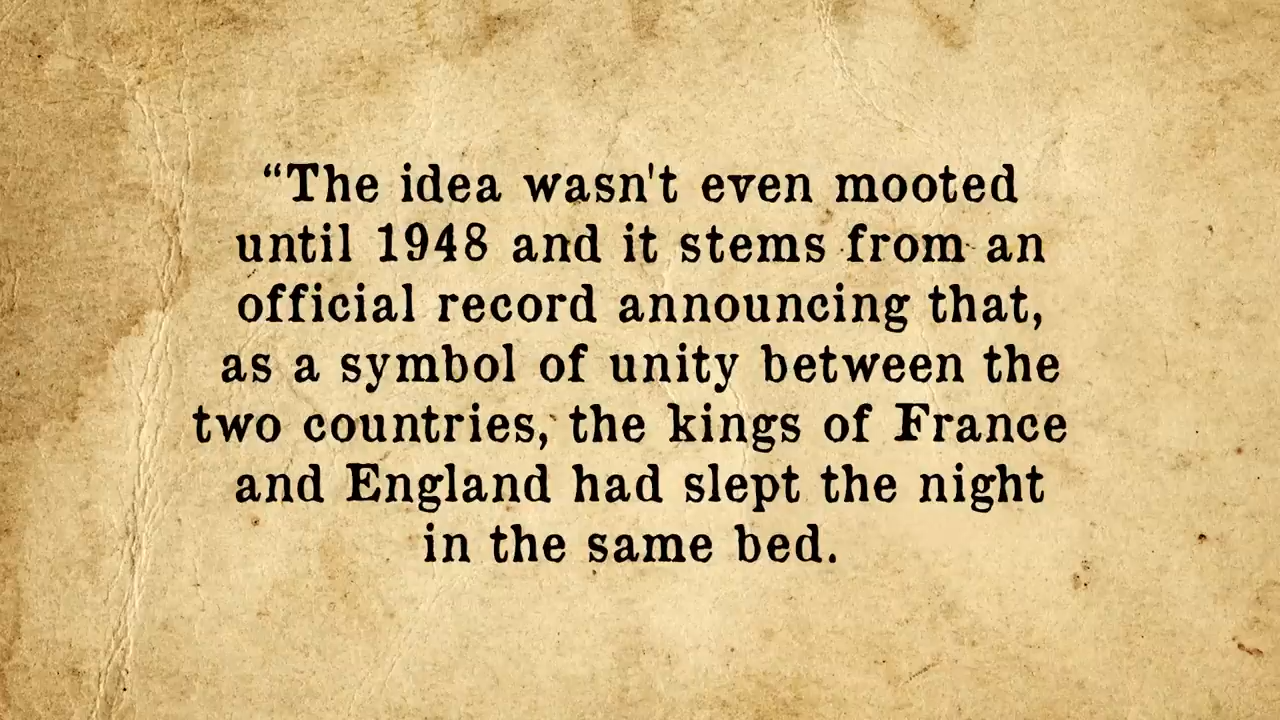 “The idea wasn't even mooted
until 1948 and it stems from an
official record announcing that,
as a symbol of unity between the
two countries, the kings of France
and England had slept the night
in the same bed.